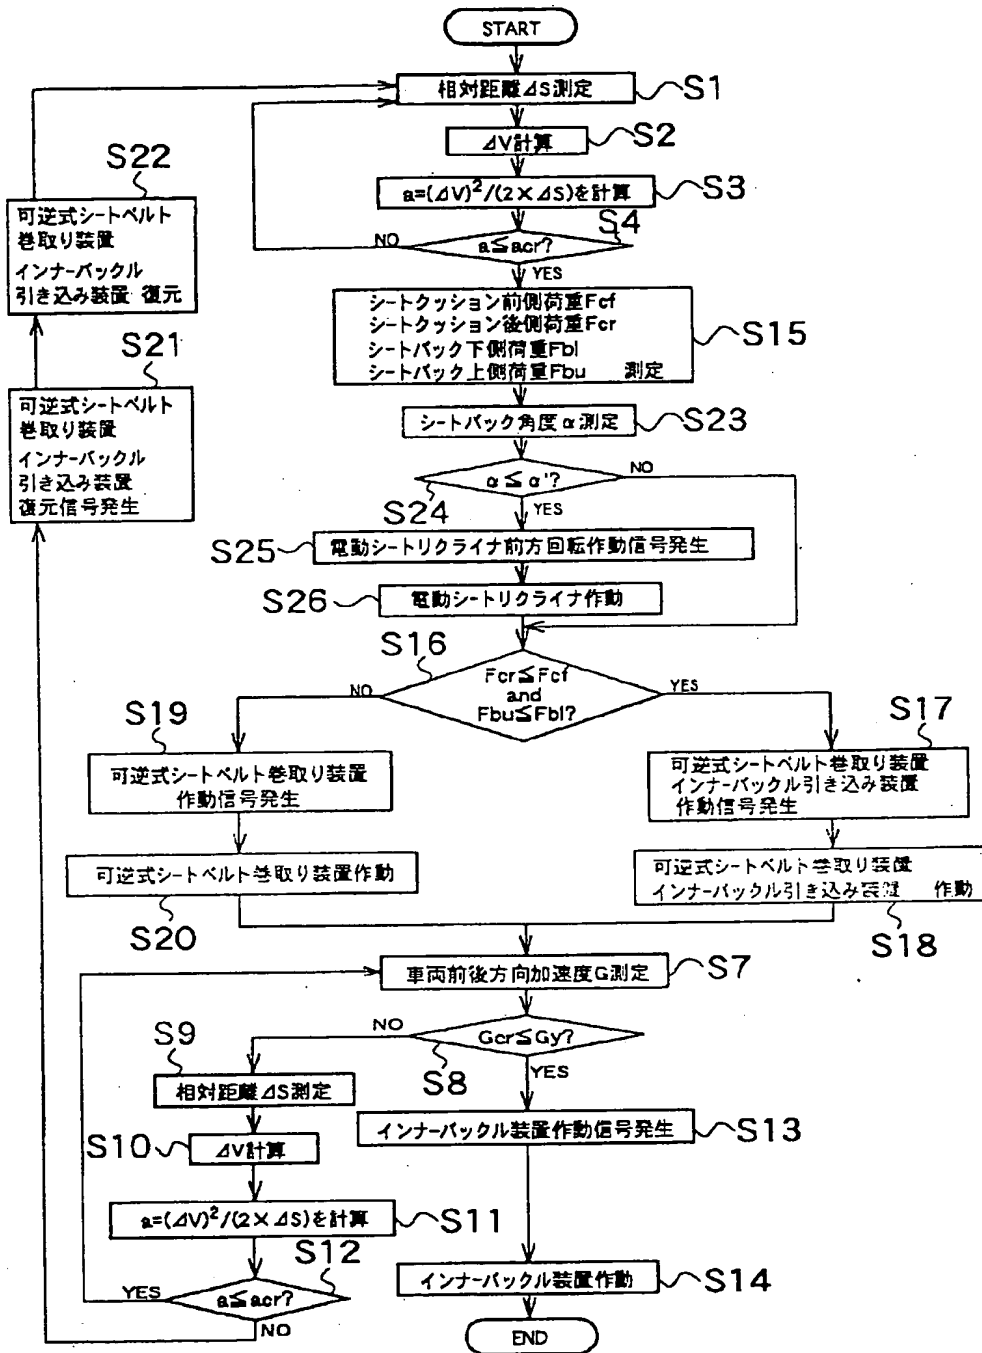 START
相対距離⊿S測定
S1
⊿V計算
S2
a=(⊿V)²/(2×⊿S)を計算
S3
S4
a≦acr?
NO
YES
S22
可逆式シートベルト
巻取り装置
インナーバックル
引き込み装置 復元
S21
可逆式シートベルト
巻取り装置
インナーバックル
引き込み装置
復元信号発生
シートクッション前側荷重Fcf
シートクッション後側荷重Fcr
シートバック下側荷重Fbl
シートバック上側荷重Fbu 測定
S15
シートバック角度α測定
S23
α≦α'?
NO
S24
YES
S25
電動シートリクライナ前方回転作動信号発生
S26
電動シートリクライナ作動
S16
Fcr≦Fcf
and
Fbu≦Fbl?
NO
YES
S19
可逆式シートベルト巻取り装置
作動信号発生
S17
可逆式シートベルト巻取り装置
インナーバックル引き込み装置
作動信号発生
可逆式シートベルト巻取り装置作動
S20
可逆式シートベルト巻取り装置
インナーバックル引き込み装置 作動
S18
車両前後方向加速度G測定
S7
Gcr≦Gy?
NO
S8
YES
S9
相対距離⊿S測定
S10
⊿V計算
a=(⊿V)²/(2×⊿S)を計算
S11
S12
a≦acr?
YES
NO
インナーバックル装置作動信号発生
S13
インナーバックル装置作動
S14
END